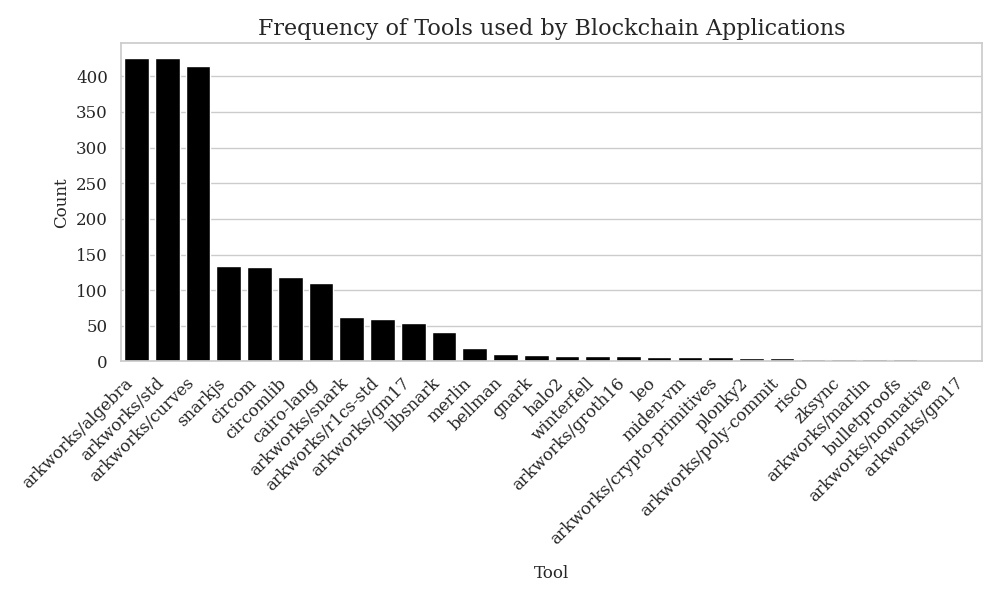 Frequency of Tools used by Blockchain Applications
400
350
300
250
200
150
100
50
0
Count
arkworks/algebra
arkworks/std
arkworks/curves
snarkjs
circom
circomlib
cairo-lang
arkworks/snark
arkworks/r1cs-std
arkworks/gm17
libsnark
merlin
bellman
gnark
halo2
winterfell
arkworks/groth16
leo
miden-vm
arkworks/crypto-primitives
plonky2
arkworks/poly-commit
risc0
zksync
arkworks/marlin
bulletproofs
arkworks/nonnative
arkworks/gm17
Tool